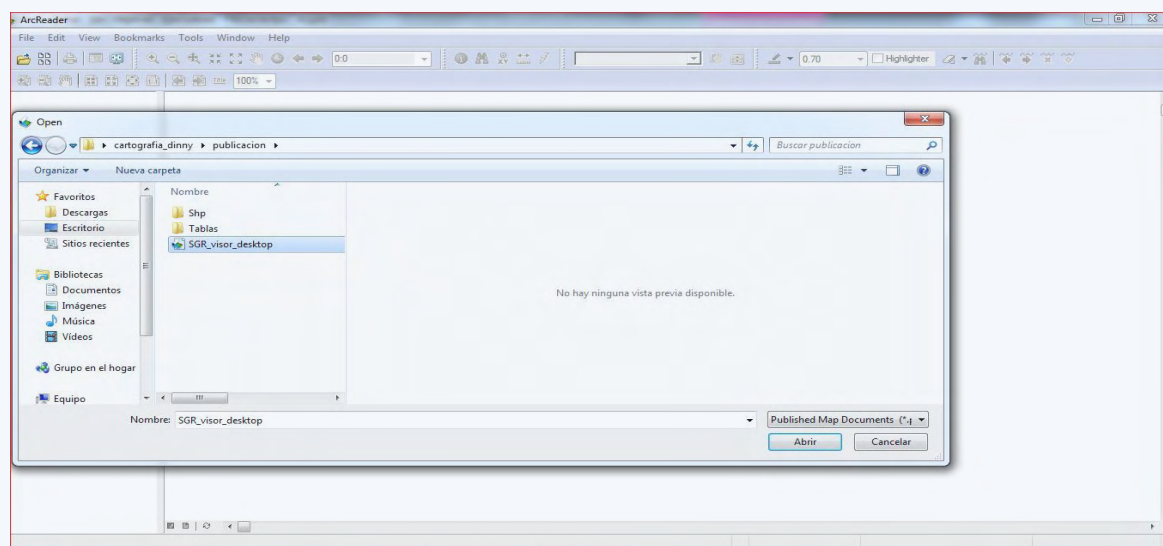 ArcReader
File Edit View Bookmarks Tools Window Help
0:0
0.70
Highlighter
100%
Open
cartografia_dinny
publicacion
Buscar publicacion
Organizar
Nueva carpeta
Favoritos
Descargas
Escritorio
Sitios recientes
Bibliotecas
Documentos
Imágenes
Música
Vídeos
Grupo en el hogar
Equipo
Nombre
Shp
Tablas
SGR_visor_desktop
No hay ninguna vista previa disponible.
Nombre: SGR_visor_desktop
Published Map Documents (*.p
Abrir
Cancelar